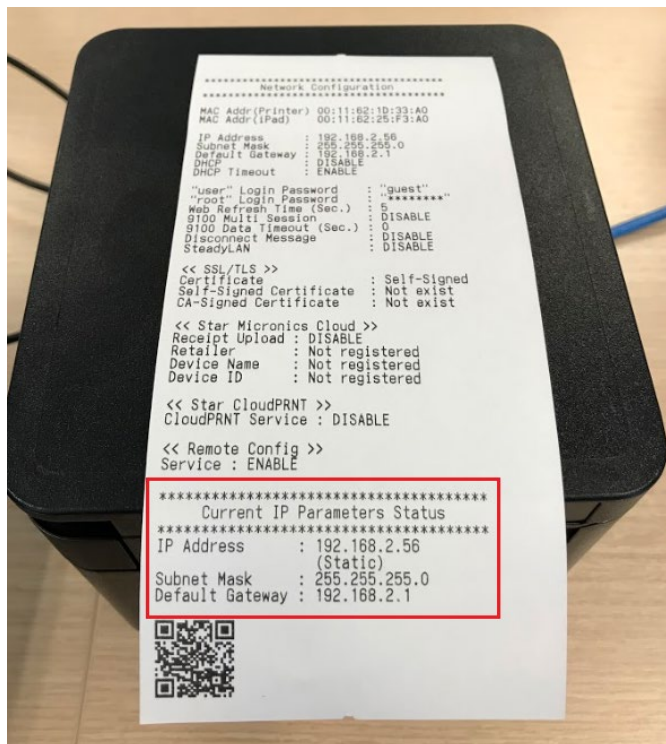 ****************************************
Network Configuration
****************************************
MAC Addr(Printer) 00:11:62:1D:33:A0
MAC Addr(iPad) 00:11:62:25:F3:A0
IP Address : 192.168.2.56
Subnet Mask : 255.255.255.0
Default Gateway : 192.168.2.1
DHCP : DISABLE
DHCP Timeout : ENABLE
"user" Login Password : "guest"
"root" Login Password : "********"
Web Refresh Time (Sec.) : 5
9100 Multi Session : DISABLE
9100 Data Timeout (Sec.) : 0
Disconnect Message : DISABLE
SteadyLAN : DISABLE
<< SSL/TLS >>
Certificate : Self-Signed
Self-Signed Certificate : Not exist
CA-Signed Certificate : Not exist
<< Star Micronics Cloud >>
Receipt Upload : DISABLE
Retailer : Not registered
Device Name : Not registered
Device ID : Not registered
<< Star CloudPRNT >>
CloudPRNT Service : DISABLE
<< Remote Config >>
Service : ENABLE
****************************************
Current IP Parameters Status
****************************************
IP Address : 192.168.2.56
(Static)
Subnet Mask : 255.255.255.0
Default Gateway : 192.168.2.1